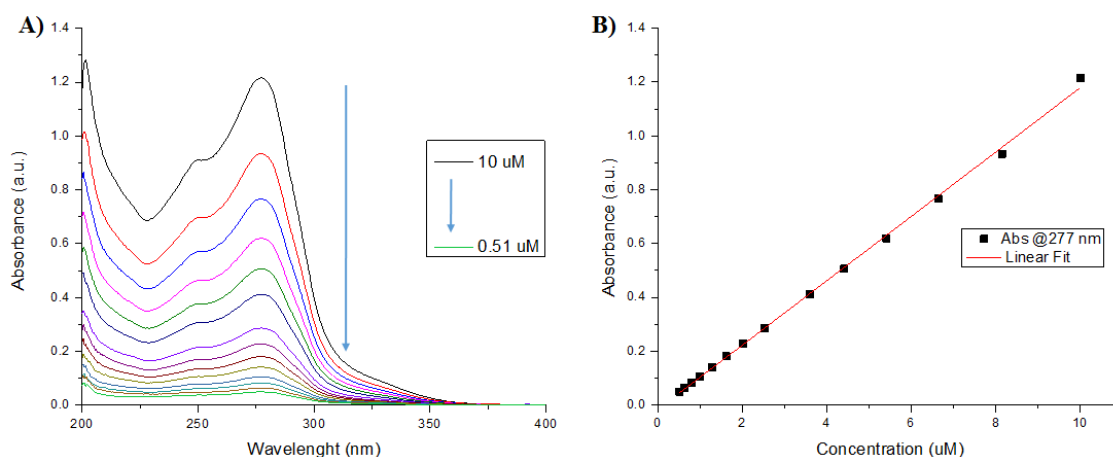 A)
1.4
1.2
1.0
0.8
0.6
0.4
0.2
0.0
Absorbance (a.u.)
200
250
300
350
400
Wavelenght (nm)
10 uM
0.51 uM
B)
1.4
1.2
1.0
0.8
0.6
0.4
0.2
0.0
Absorbance (a.u.)
0
2
4
6
8
10
Concentration (uM)
Abs @277 nm
Linear Fit